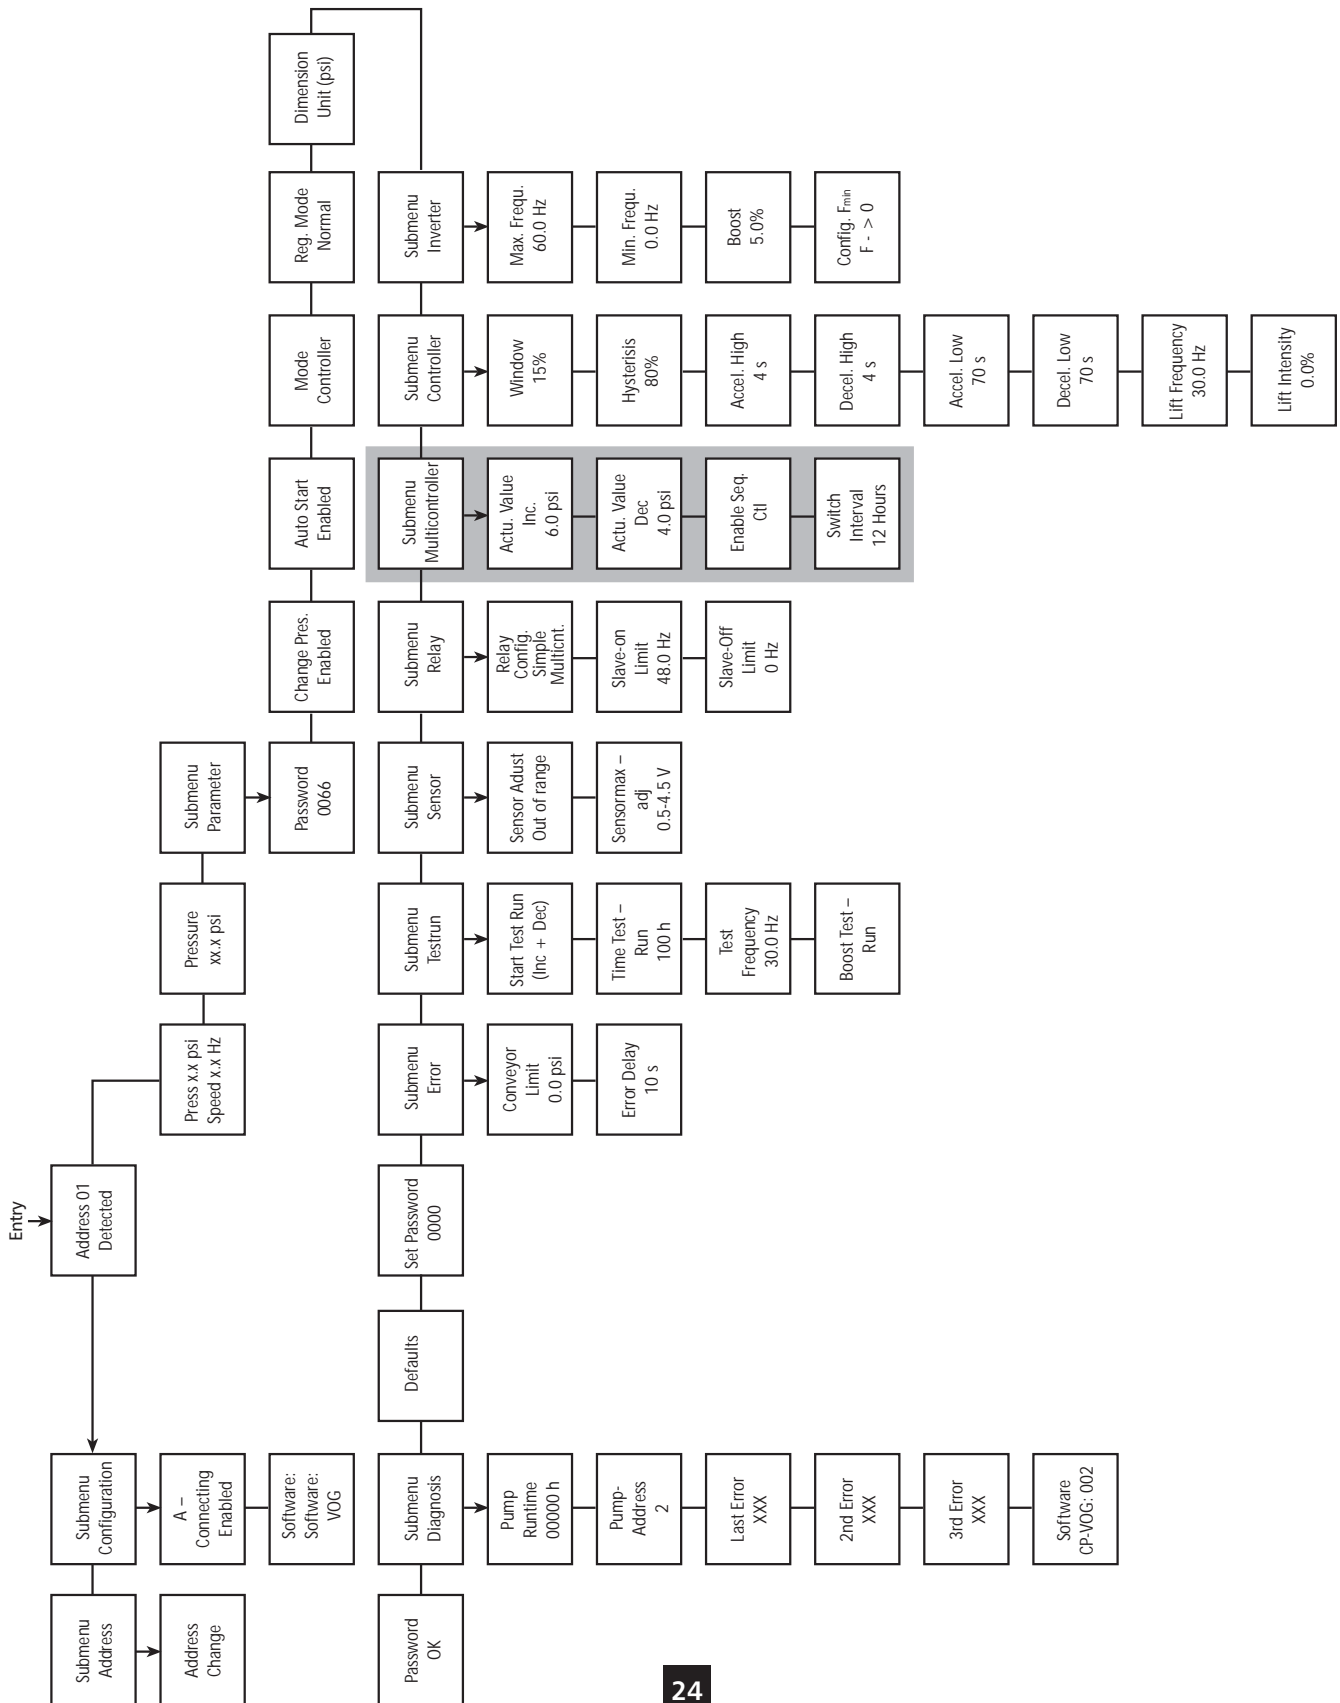 Entry
Submenu
Address
Submenu
Configuration
Address 01
Detected
Address
Change
A –
Connecting
Enabled
Press x.x psi
Speed x.x Hz
Pressure
xx.x psi
Submenu
Parameter
Software:
Software:
VOG
Password
0066
Change Pres.
Enabled
Auto Start
Enabled
Mode
Controller
Reg. Mode
Normal
Dimension
Unit (psi)
Password
OK
Submenu
Diagnosis
Defaults
Set Password
0000
Submenu
Error
Submenu
Testrun
Submenu
Sensor
Submenu
Relay
Submenu
Multicontroller
Submenu
Controller
Submenu
Inverter
Pump
Runtime
00000 h
Conveyor
Limit
0.0 psi
Start Test Run
(Inc + Dec)
Sensor Adust
Out of range
Relay
Config.
Simple
Multicnt.
Actu. Value
Inc.
6.0 psi
Window
15%
Max. Frequ.
60.0 Hz
Pump-
Address
2
Error Delay
10 s
Time Test –
Run
100 h
Sensormax –
adj
0.5-4.5 V
Slave-on
Limit
48.0 Hz
Actu. Value
Dec
4.0 psi
Hysterisis
80%
Min. Frequ.
0.0 Hz
Last Error
XXX
Test
Frequency
30.0 Hz
Slave-Off
Limit
0 Hz
Enable Seq.
Ctl
Accel. High
4 s
Boost
5.0%
2nd Error
XXX
Boost Test –
Run
Switch
Interval
12 Hours
Decel. High
4 s
Config. Fmin
F - > 0
3rd Error
XXX
Accel. Low
70 s
Software
CP-VOG: 002
Decel. Low
70 s
Lift Frequency
30.0 Hz
Lift Intensity
0.0%
24